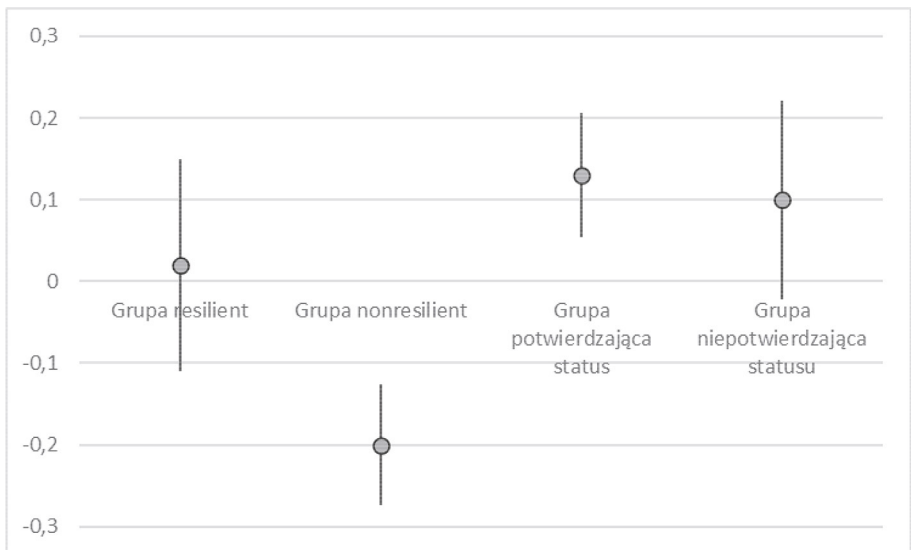 0,3
0,2
0,1
0
Grupa resilient
Grupa nonresilient
Grupa
potwierdzająca
status
Grupa
niepotwierdzająca
statusu
-0,1
-0,2
-0,3